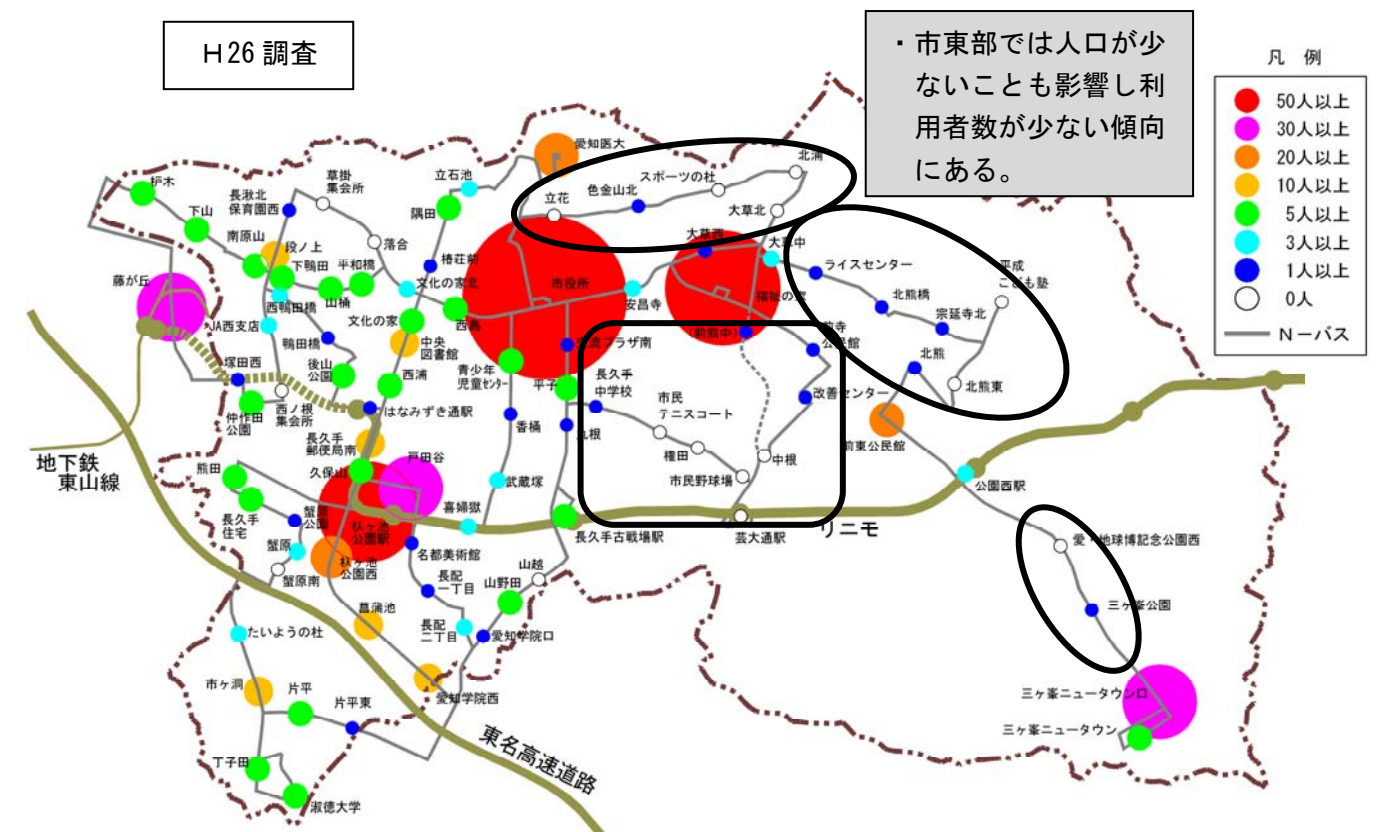 H26 調査
・市東部では人口が少
ないことも影響し利
用者数が少ない傾向
にある。
凡 例
50人以上
30人以上
20人以上
10人以上
5人以上
3人以上
1人以上
0人
N－バス
愛知医大
北浦
スポーツの杜
色金山北
立花
大草北
立石池
草掛
集会所
長湫北
保育園西
下山
隅田
南原山
段ノ上
落合
椿荘前
大草西
大草中
ライスセンター
平成
こども塾
下鴨田
平和橋
文化の家北
市役所
安昌寺
福祉の家
藤が丘
西鴨田橋
山桶
北熊橋
宗延寺北
JA西支店
文化の家
(前熊中)
公民館
鴨田橋
中央
図書館
青少年
児童センター
平子
長久手
中学校
北熊
塚田西
後山
公園
西浦
市民
テニスコート
改善センター
北熊東
仲作田
公園
西ノ根
集会所
はなみずき通駅
香桶
長久手
郵便局南
戸田谷
権田
中根
前東公民館
地下鉄
東山線
熊田
久保山
市民野球場
武蔵塚
公園西駅
喜婦嶽
長久手
住宅
蟹原
公園
杁ヶ池
公園駅
長久手古戦場駅
芸大通駅
リニモ
蟹原
名都美術館
蟹原南
杁ヶ池
公園西
長配
一丁目
山野田
山越
三ヶ峯公園
菖蒲池
長配
二丁目
愛知学院口
たいようの杜
市ヶ洞
片平
片平東
愛知学院西
三ヶ峯ニュータウン口
三ヶ峯ニュータウン
東名高速道路
丁子田
淑徳大学